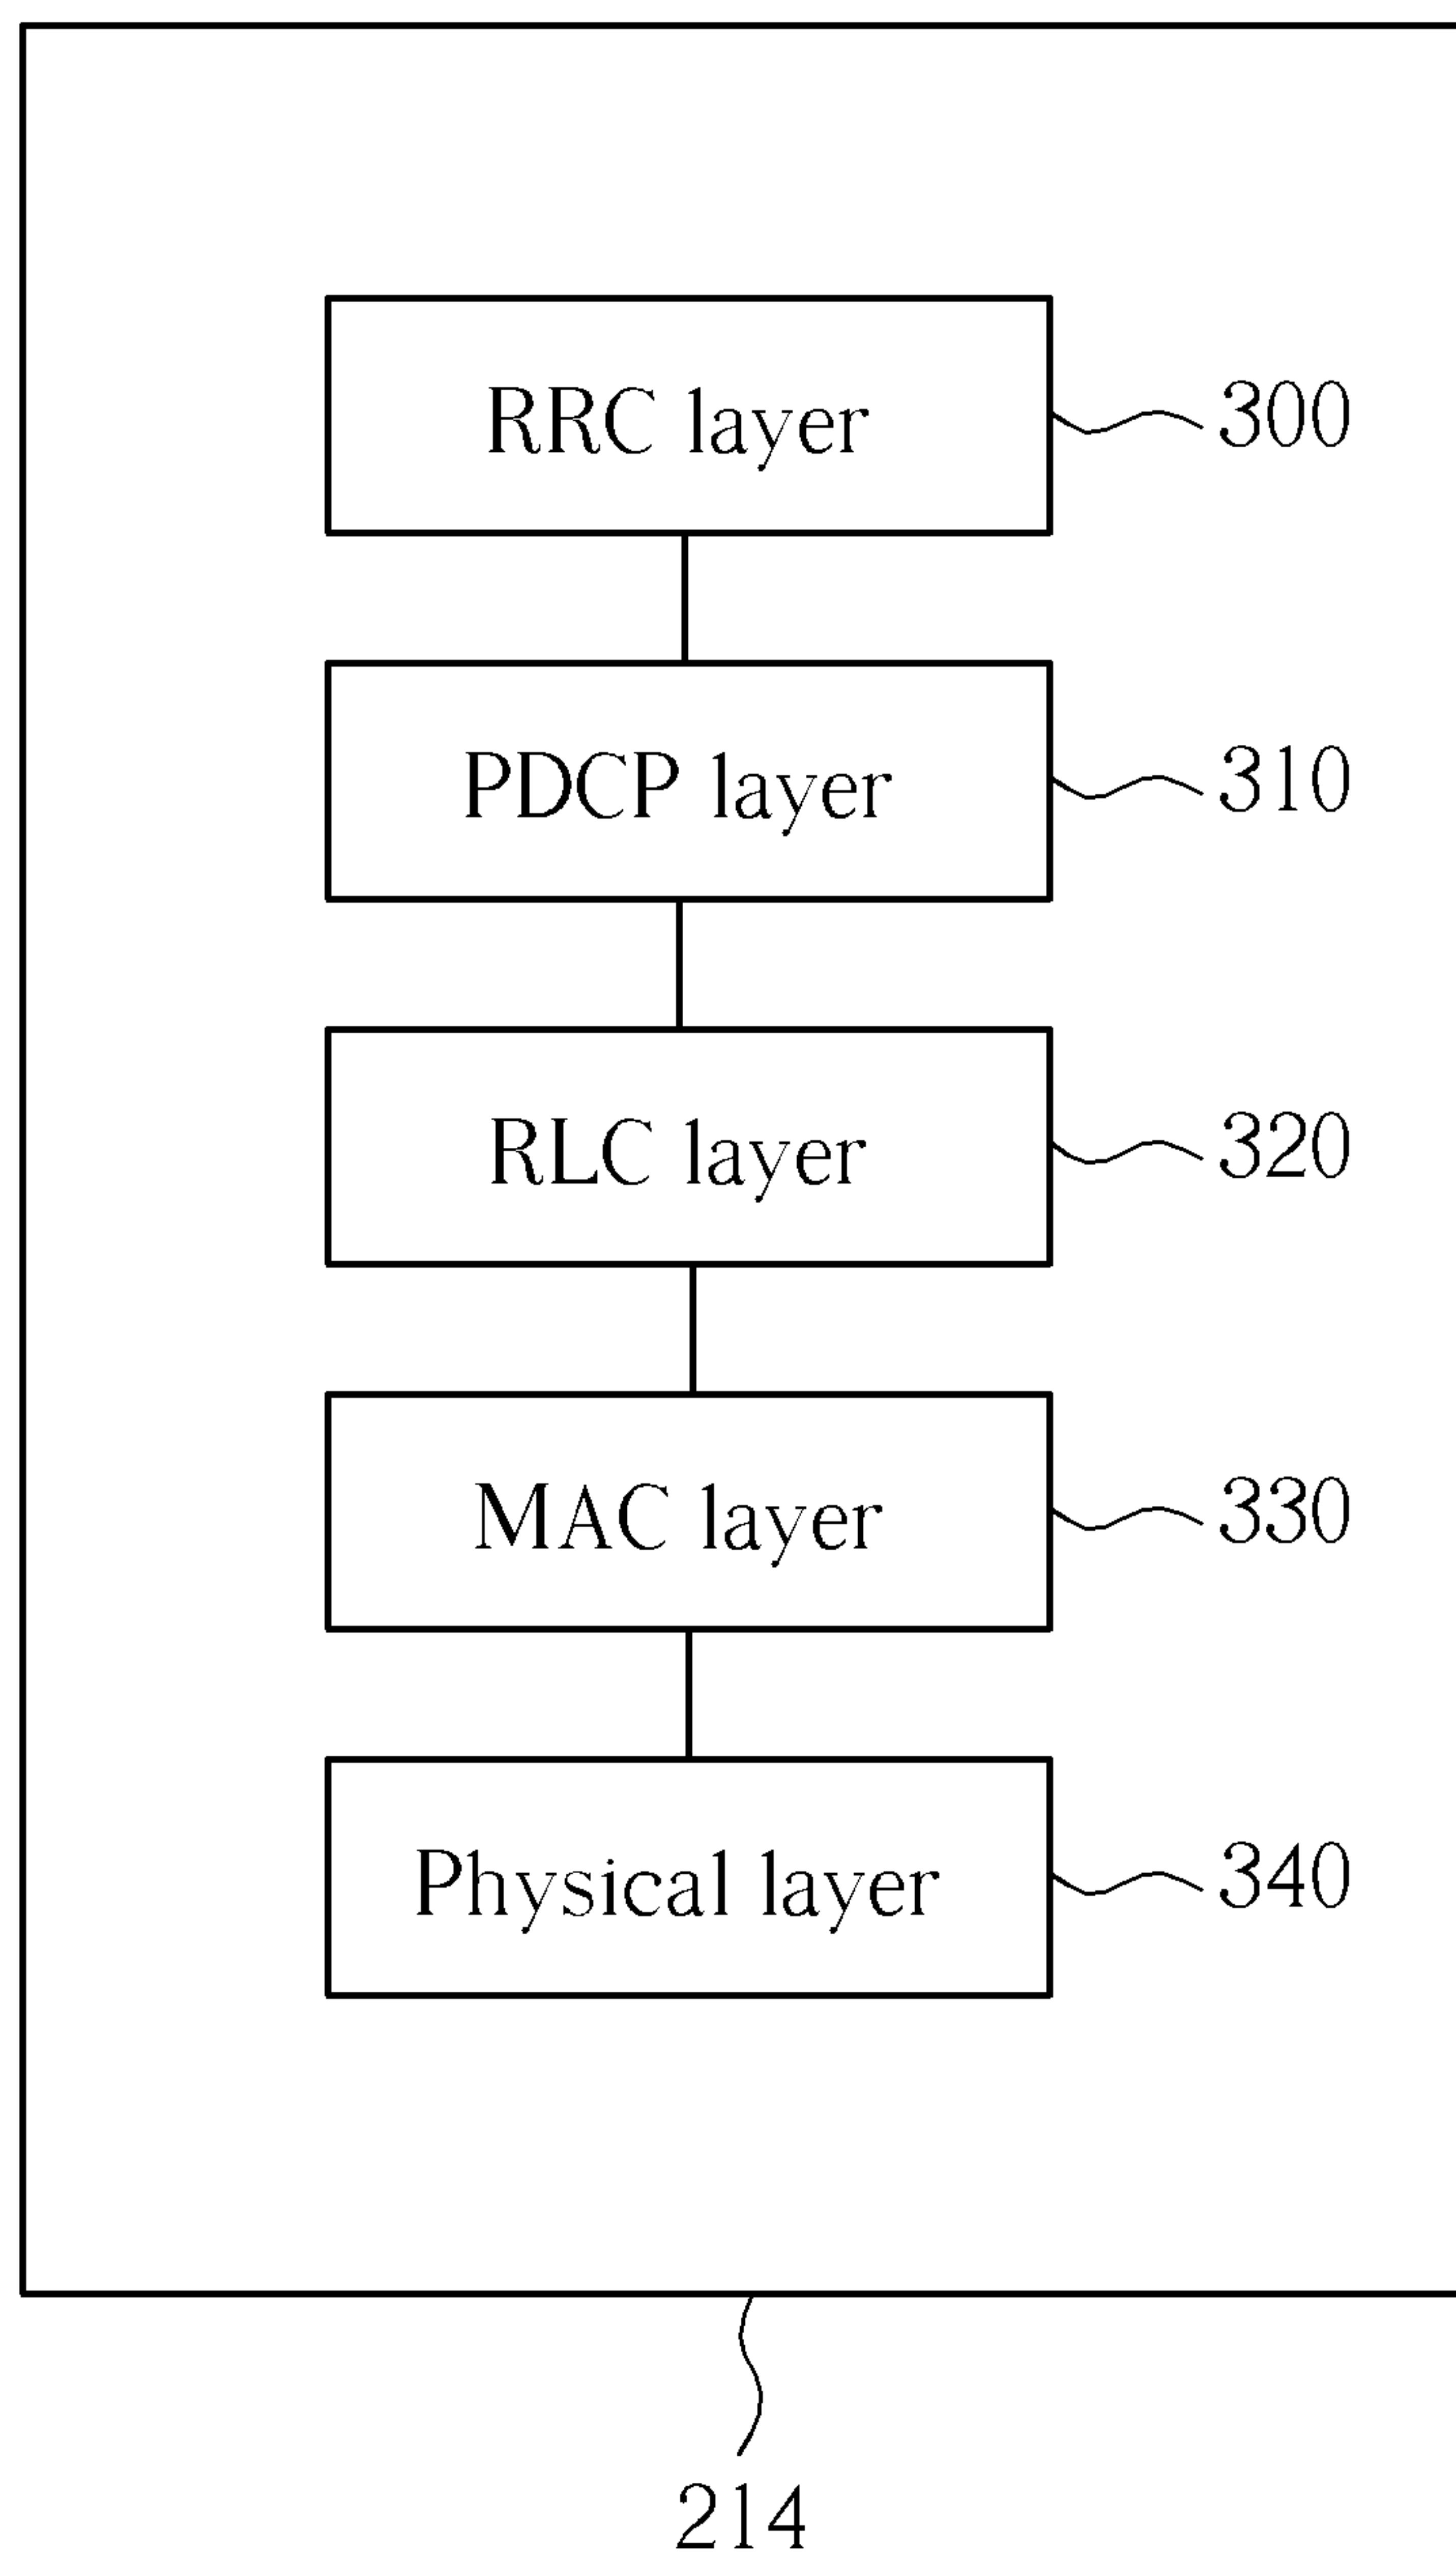 RRC layer
300
PDCP layer
310
RLC layer
320
MAC layer
330
Physical layer
340
214